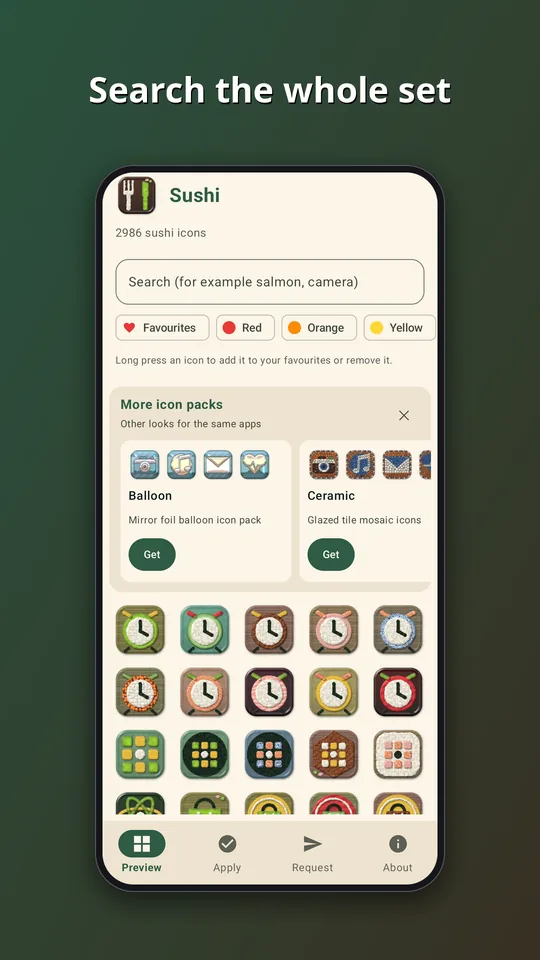 Search the whole set
Sushi
2986 sushi icons
Search (for example salmon, camera)
Favourites
Red
Orange
Yellow
Long press an icon to add it to your favourites or remove it.
More icon packs
Other looks for the same apps
Balloon
Mirror foil balloon icon pack
Get
Ceramic
Glazed tile mosaic icons
Get
Preview
Apply
Request
About